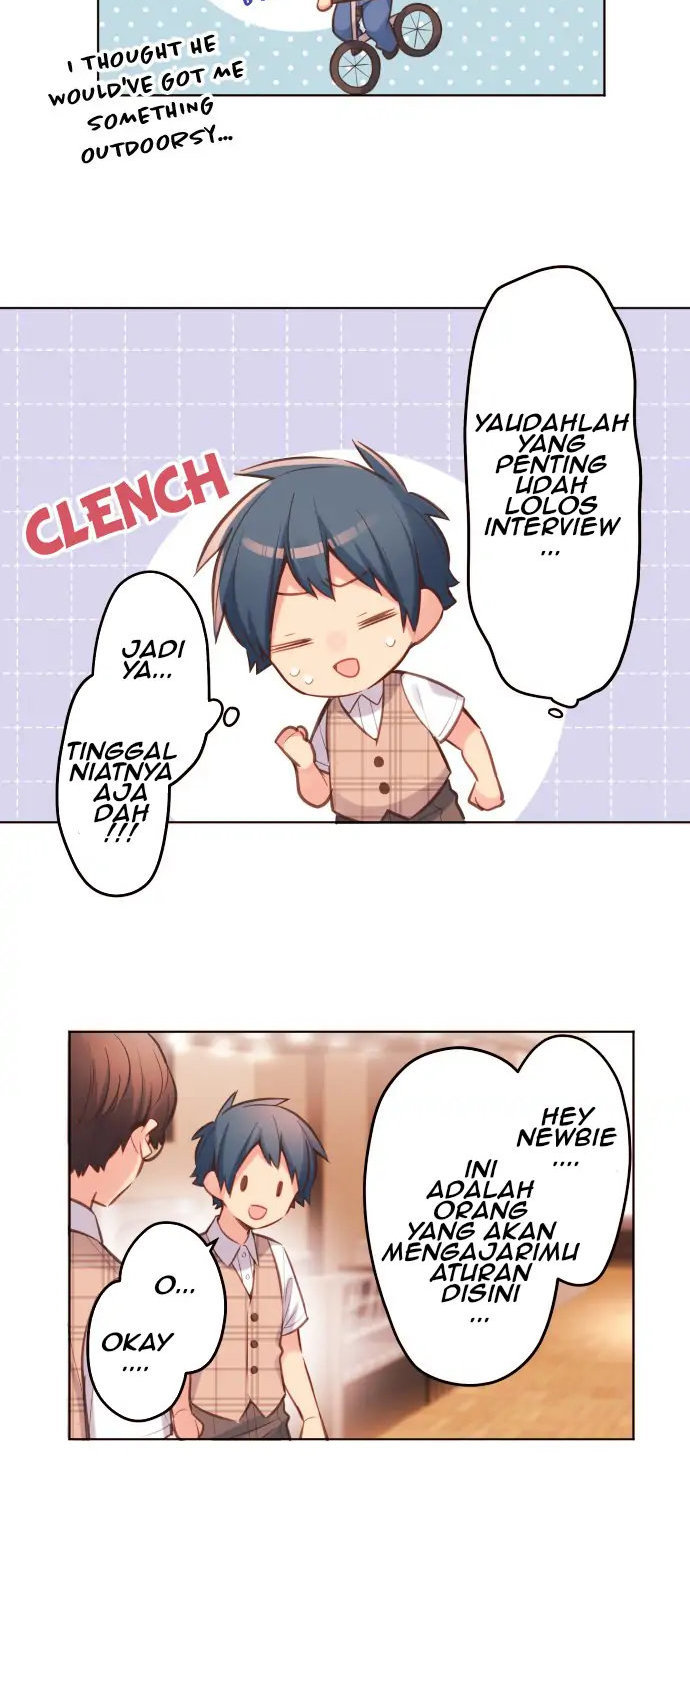 I THOUGHT HE
WOULD'VE GOT ME
SOMETHING
OUTDOORSY...
YAUDAHLAH
YANG
PENTING
UDAH
LOLOS
INTERVIEW
...
CLENCH
JADI
YA...
TINGGAL
NIATNYA
AJA
DAH
!!!
HEY
NEWBIE
....
INI
ADALAH
ORANG
YANG AKAN
MENGAJARIMU
ATURAN
DISINI
...
O...
OKAY
....